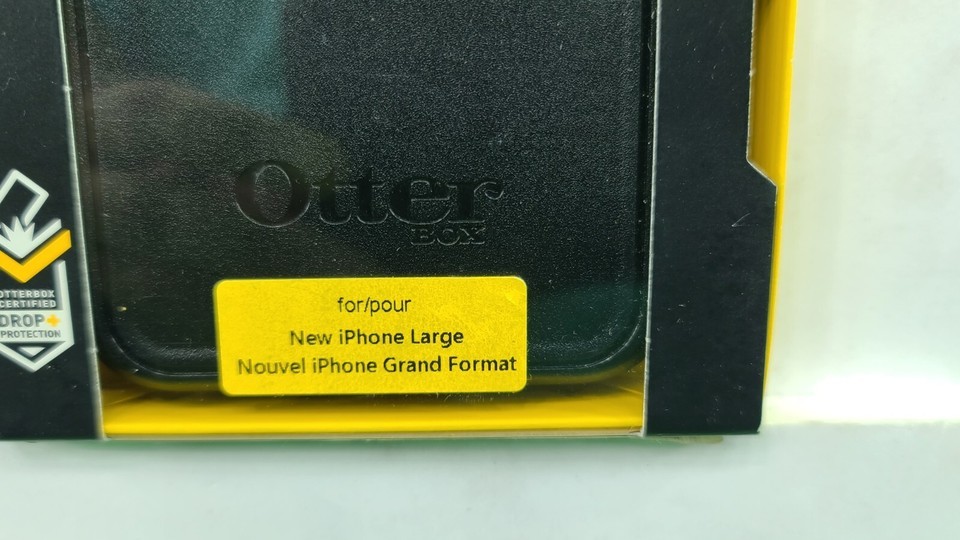 Otter
BOX
for/pour
New iPhone Large
Nouvel iPhone Grand Format
OTTERBOX
CERTIFIED
DROP+
PROTECTION